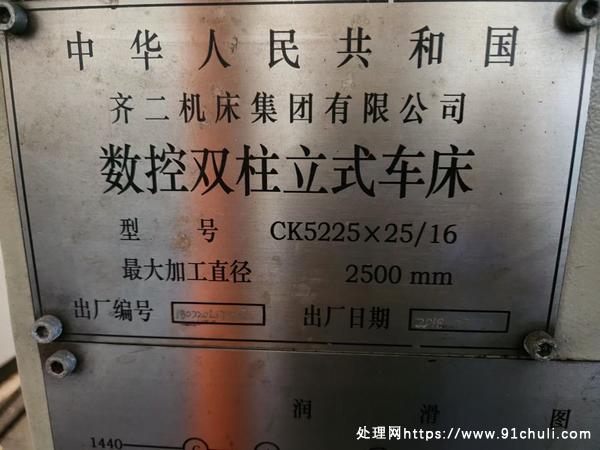 中华人民共和国
齐二机床集团有限公司
数控双柱立式车床
型号 CK5225×25/16
最大加工直径 2500 mm
出厂编号 出厂日期
润滑图
1440
处理网https://www.91chuli.com/